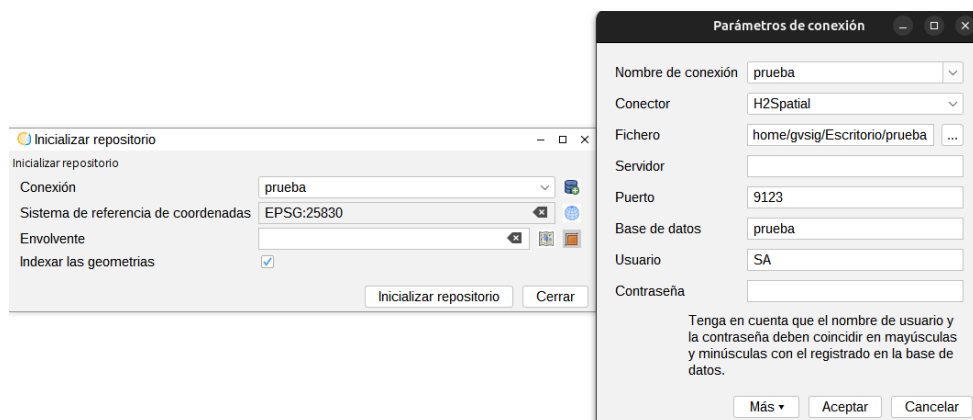 Inicializar repositorio
Inicializar repositorio
Conexión prueba
Sistema de referencia de coordenadas EPSG:25830
Envolvente
Indexar las geometrias
Inicializar repositorio Cerrar
Parámetros de conexión
Nombre de conexión prueba
Conector H2Spatial
Fichero home/gvsig/Escritorio/prueba ...
Servidor
Puerto 9123
Base de datos prueba
Usuario SA
Contraseña
Tenga en cuenta que el nombre de usuario y
la contraseña deben coincidir en mayúsculas
y minúsculas con el registrado en la base de
datos.
Más Aceptar Cancelar